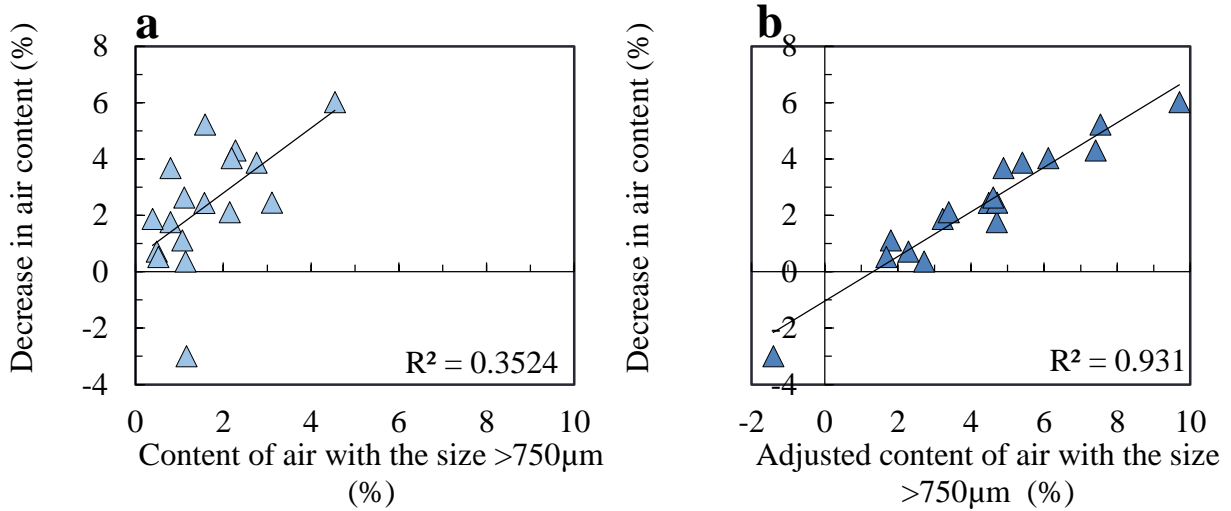 a
Decrease in air content (%)
8
6
4
2
0
-2
-4
0 2 4 6 8 10
R² = 0.3524
Content of air with the size >750µm
(%)
b
Decrease in air content (%)
8
6
4
2
0
-2
-4
-2 0 2 4 6 8 10
R² = 0.931
Adjusted content of air with the size
>750µm (%)